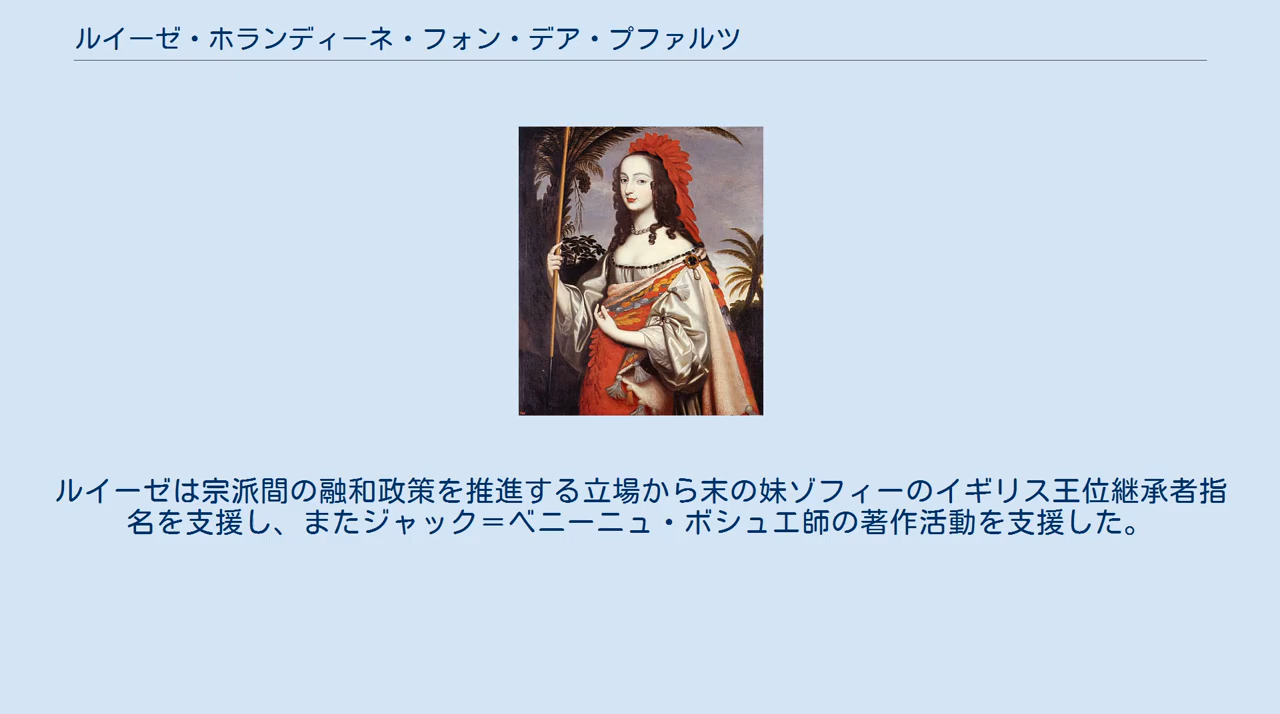 ルイーゼ・ホランディーネ・フォン・デア・プファルツ
ルイーゼは宗派間の融和政策を推進する立場から末の妹ゾフィーのイギリス王位継承者指
名を支援し、またジャック＝ベニーニュ・ボシュエ師の著作活動を支援した。